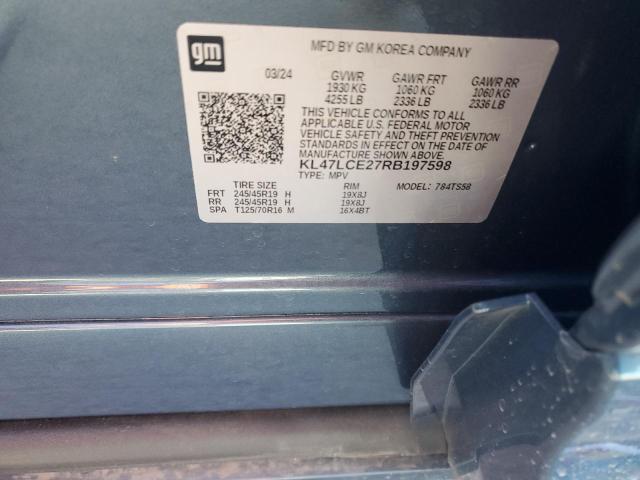 gm
MFD BY GM KOREA COMPANY
03/24 GVWR GAWR FRT GAWR RR
1930 KG 1060 KG 1060 KG
4255 LB 2336 LB 2336 LB
THIS VEHICLE CONFORMS TO ALL
APPLICABLE U.S. FEDERAL MOTOR
VEHICLE SAFETY AND THEFT PREVENTION
STANDARDS IN EFFECT ON THE DATE OF
MANUFACTURE SHOWN ABOVE.
KL47LCE27RB197598
TYPE: MPV MODEL: 784TS58
TIRE SIZE RIM
FRT 245/45R19 H 19X8J
RR 245/45R19 H 19X8J
SPA T125/70R16 M 16X4BT